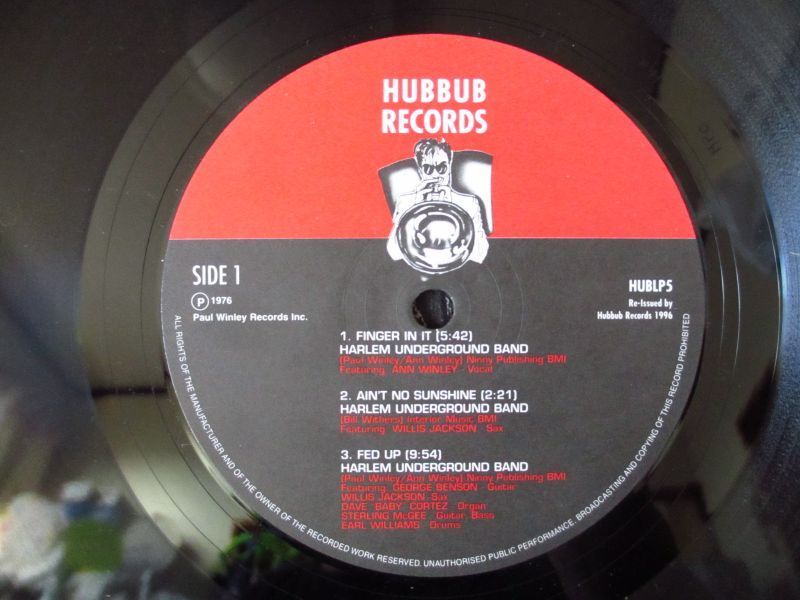 HUBBUB
RECORDS
SIDE 1
HUBLP5
℗ 1976
Paul Winley Records Inc.
Re-Issued by
Hubbub Records 1996
1. FINGER IN IT (5:42)
HARLEM UNDERGROUND BAND
(Paul Winley/Ann Winley) Ninny Publishing BMI
Featuring: ANN WINLEY - Vocal
2. AIN'T NO SUNSHINE (2:21)
HARLEM UNDERGROUND BAND
(Bill Withers) Interior Music BMI
Featuring: WILLIS JACKSON - Sax
3. FED UP (9:54)
HARLEM UNDERGROUND BAND
(Paul Winley/Ann Winley) Ninny Publishing BMI
Featuring: GEORGE BENSON - Guitar
WILLIS JACKSON - Sax
DAVE 'BABY' CORTEZ - Organ
STERLING McGEE - Guitar, Bass
EARL WILLIAMS - Drums
ALL RIGHTS OF THE MANUFACTURER AND OF THE OWNER OF THE RECORDED WORK RESERVED. UNAUTHORISED PUBLIC PERFORMANCE, BROADCASTING AND COPYING OF THIS RECORD PROHIBITED